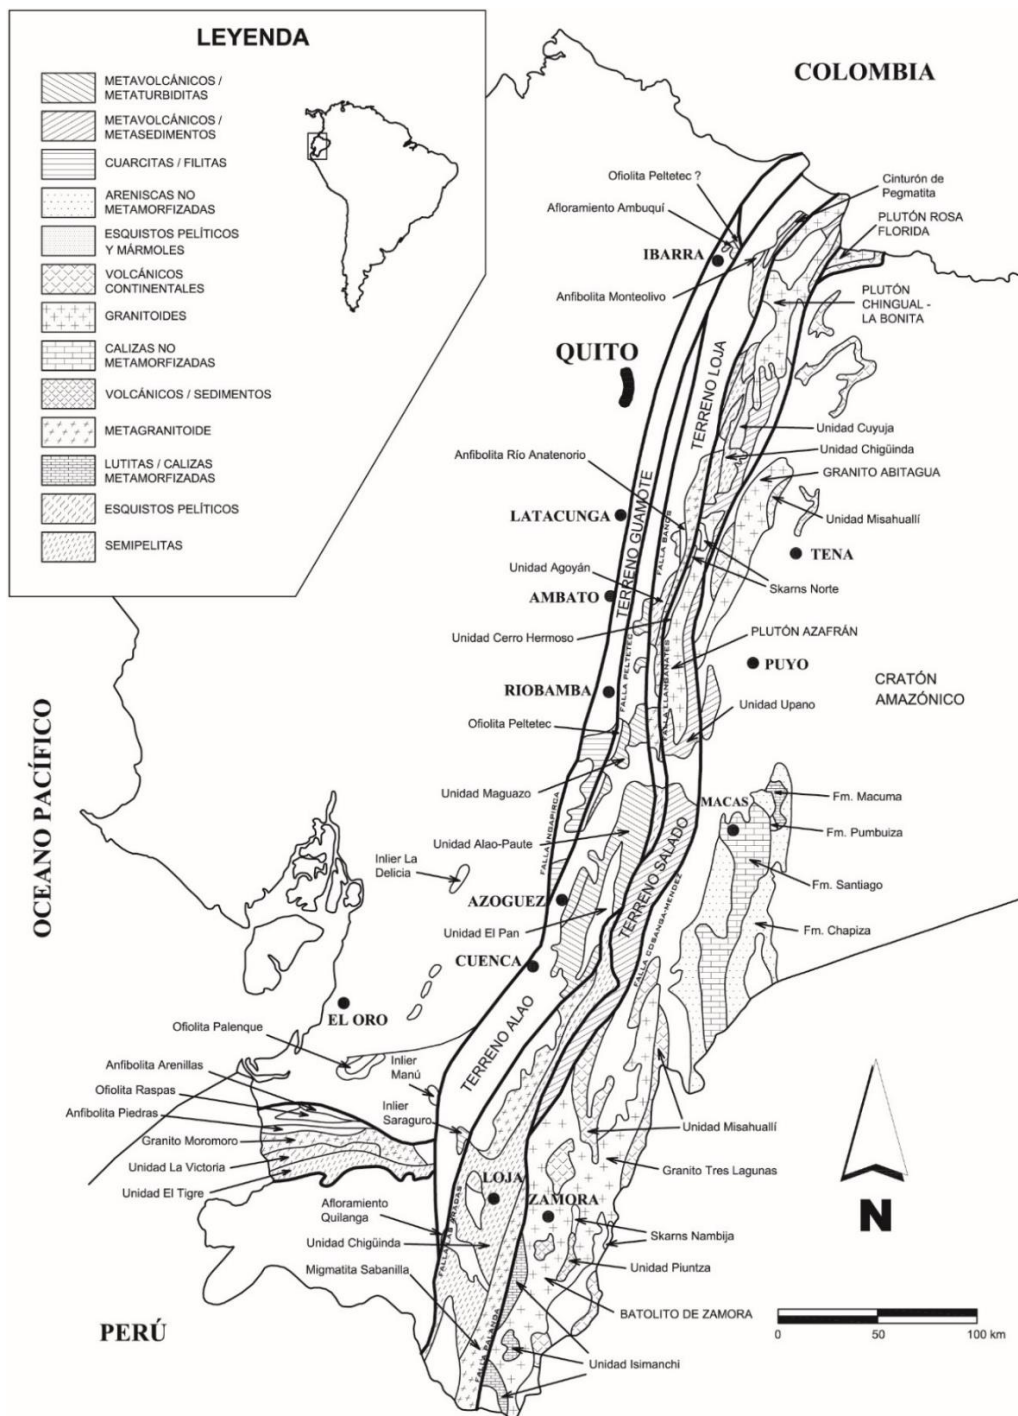 LEYENDA
METAVOLCÁNICOS /
METATURBIDITAS
METAVOLCÁNICOS /
METASEDIMENTOS
CUARCITAS / FILITAS
ARENISCAS NO
METAMORFIZADAS
ESQUISTOS PELÍTICOS
Y MÁRMOLES
VOLCÁNICOS
CONTINENTALES
GRANITOIDES
CALIZAS NO
METAMORFIZADAS
VOLCÁNICOS / SEDIMENTOS
METAGRANITOIDE
LUTITAS / CALIZAS
METAMORFIZADAS
ESQUISTOS PELÍTICOS
SEMIPELITAS
COLOMBIA
Ofiolita Peltetec ?
Cinturón de
Pegmatita
Afloramiento Ambuquí
PLUTÓN ROSA
FLORIDA
IBARRA
Anfibolita Monteolivo
PLUTÓN
CHINGUAL -
LA BONITA
QUITO
TERRENO LOJA
Unidad Cuyuja
Unidad Chigüinda
Anfibolita Río Anatenorio
GRANITO ABITAGUA
Unidad Misahuallí
LATACUNGA
TERRENO GUAMOTE
FALLA BAÑOS
TENA
Unidad Agoyán
Skarns Norte
AMBATO
Unidad Cerro Hermoso
PLUTÓN AZAFRÁN
PUYO
FALLA PELTETEC
FALLA LLANGANATES
CRATÓN
AMAZÓNICO
RIOBAMBA
Unidad Upano
Ofiolita Peltetec
OCEANO PACÍFICO
Unidad Maguazo
MACAS
Fm. Macuma
Fm. Pumbuiza
FALLA INGAPIRCA
Unidad Alao-Paute
TERRENO SALADO
Inlier La
Delicia
Fm. Santiago
AZOGUEZ
Unidad El Pan
FALLA COSANGA-MENDEZ
Fm. Chapiza
CUENCA
EL ORO
TERRENO ALAO
Ofiolita Palenque
Anfibolita Arenillas
Inlier
Manú
Ofiolita Raspas
Anfibolita Piedras
Inlier
Saraguro
Granito Moromoro
Unidad Misahuallí
Unidad La Victoria
Granito Tres Lagunas
Unidad El Tigre
LOJA
ZAMORA
Afloramiento
Quilanga
FALLA LAS ARADAS
Skarns Nambija
Unidad Chigüinda
Unidad Piuntza
Migmatita Sabanilla
BATOLITO DE ZAMORA
FALLA PALANDA
PERÚ
Unidad Isimanchi
N
0 50 100 km